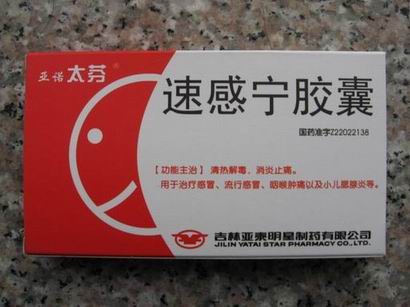 亚诺 太芬®
速感宁胶囊
国药准字Z22022138
【功能主治】清热解毒，消炎止痛。
用于治疗感冒、流行感冒、咽喉肿痛以及小儿腮腺炎等。
吉林亚泰明星制药有限公司
JILIN YATAI STAR PHARMACY CO.,LTD.